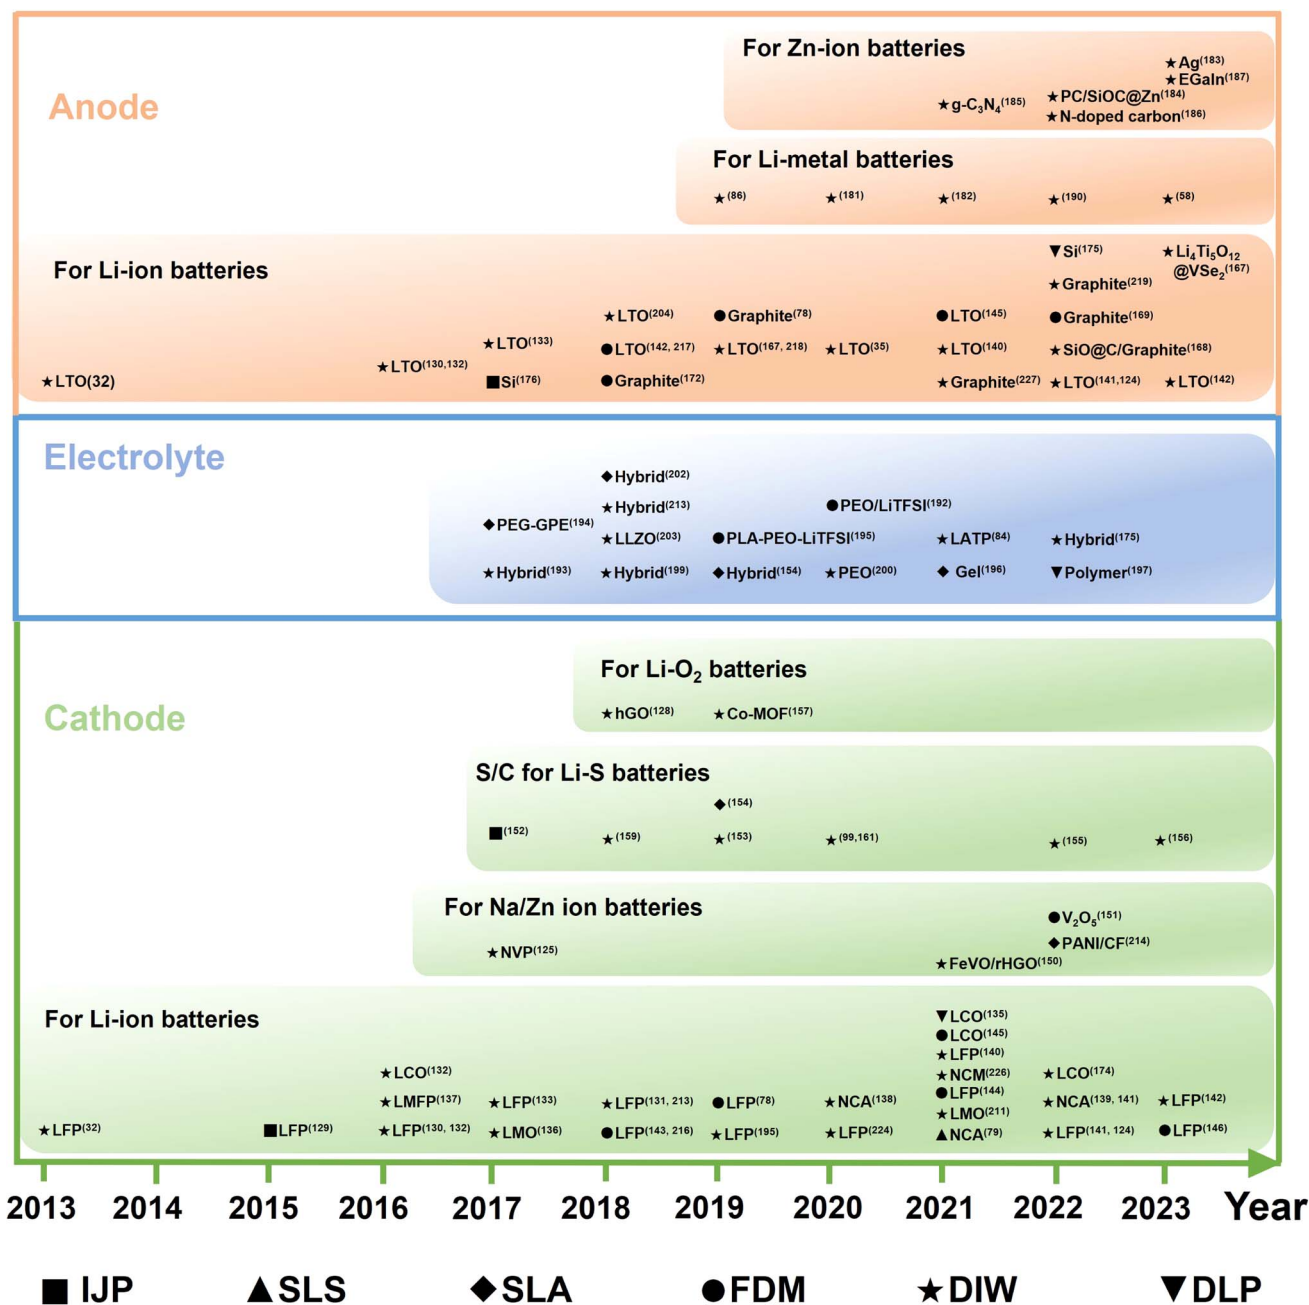 For Zn-ion batteries
★Ag(183)
★EGaIn(187)
Anode
★g-C₃N₄(185)
★PC/SiOC@Zn(184)
★N-doped carbon(186)
For Li-metal batteries
★(86) ★(181) ★(182) ★(190) ★(58)
For Li-ion batteries
▼Si(175) ★Li₄Ti₅O₁₂
@VSe₂(167)
★Graphite(219)
★LTO(204) ●Graphite(78) ●LTO(145) ●Graphite(169)
★LTO(133) ●LTO(142, 217) ★LTO(167, 218) ★LTO(35) ★LTO(140) ★SiO@C/Graphite(168)
★LTO(130,132)
★LTO(32) ■Si(176) ●Graphite(172) ★Graphite(227) ★LTO(141,124) ★LTO(142)
Electrolyte
◆Hybrid(202)
★Hybrid(213) ●PEO/LiTFSI(192)
◆PEG-GPE(194)
★LLZO(203) ●PLA-PEO-LiTFSI(195) ★LATP(84) ★Hybrid(175)
★Hybrid(193) ★Hybrid(199) ◆Hybrid(154) ★PEO(200) ◆ Gel(196) ▼Polymer(197)
For Li-O₂ batteries
Cathode
★hGO(128) ★Co-MOF(157)
S/C for Li-S batteries
◆(154)
■(152) ★(159) ★(153) ★(99,161) ★(155) ★(156)
For Na/Zn ion batteries
●V₂O₅(151)
◆PANI/CF(214)
★NVP(125)
★FeVO/rHGO(150)
For Li-ion batteries
▼LCO(135)
●LCO(145)
★LFP(140)
★LCO(132) ★NCM(226) ★LCO(174)
●LFP(144)
★LMFP(137) ★LFP(133) ★LFP(131, 213) ●LFP(78) ★NCA(138) ★NCA(139, 141) ★LFP(142)
★LMO(211)
★LFP(32) ■LFP(129) ★LFP(130, 132) ★LMO(136) ●LFP(143, 216) ★LFP(195) ★LFP(224) ▲NCA(79) ★LFP(141, 124) ●LFP(146)
2013 2014 2015 2016 2017 2018 2019 2020 2021 2022 2023 Year
■ IJP ▲SLS ◆SLA ●FDM ★DIW ▼DLP